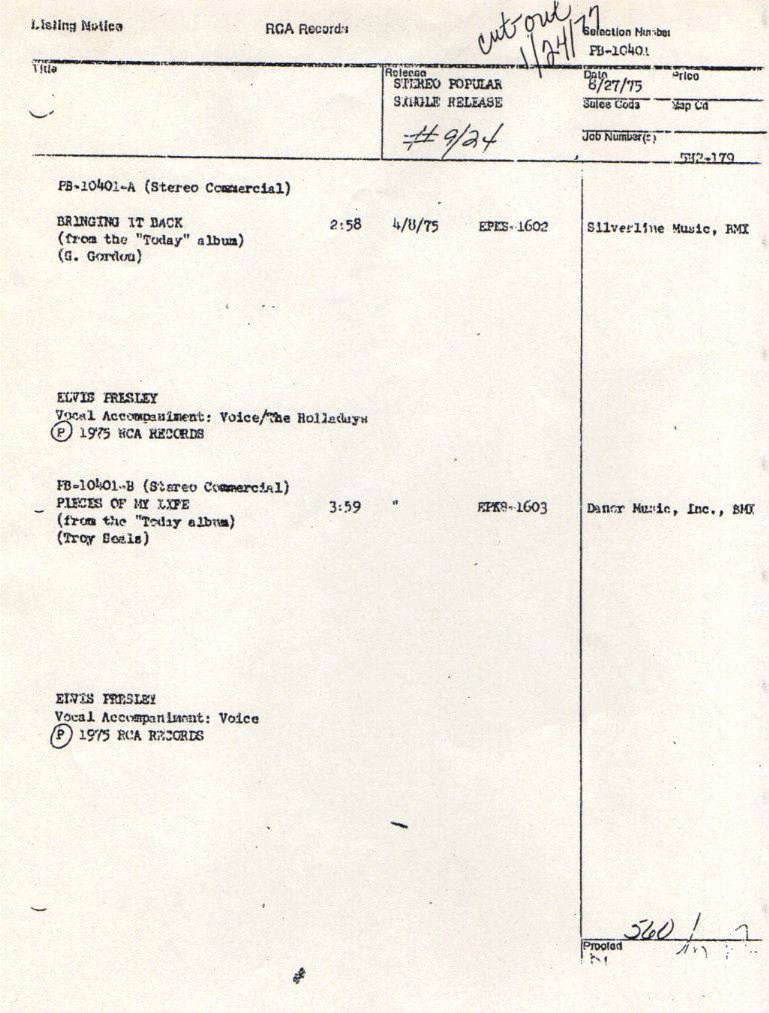 Listing Notice RCA Records cut-out 1/24/77 Selection Number
PB-10401
Title Release Date Price
STEREO POPULAR 8/27/75
SINGLE RELEASE Sales Code Map Cd
#9/24 Job Number(s)
532-179
PB-10401-A (Stereo Commercial)
BRINGING IT BACK 2:58 4/8/75 EPKS-1602 Silverline Music, BMI
(from the "Today" album)
(G. Gordon)
ELVIS PRESLEY
Vocal Accompaniment: Voice/The Holladays
Ⓟ 1975 RCA RECORDS
PB-10401-B (Stereo Commercial)
PIECES OF MY LIFE 3:59 " EPKS-1603 Danor Music, Inc., BMI
(from the "Today album)
(Troy Seals)
ELVIS PRESLEY
Vocal Accompaniment: Voice
Ⓟ 1975 RCA RECORDS
560
Proofed